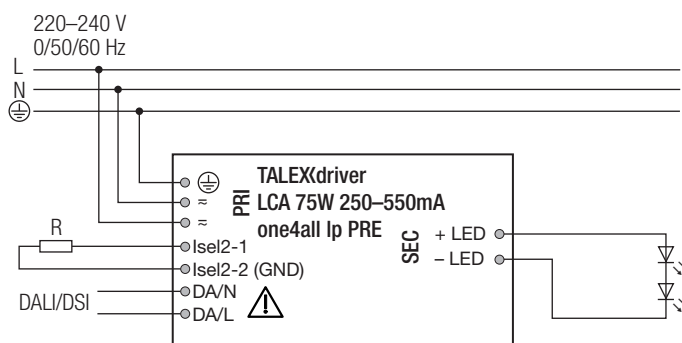 220–240 V
0/50/60 Hz
L
N
TALEXXdriver
LCA 75W 250–550mA
one4all lp PRE
PRI
≂
≂
SEC
+ LED
– LED
R
Isel2-1
Isel2-2 (GND)
DALI/DSI
DA/N
DA/L